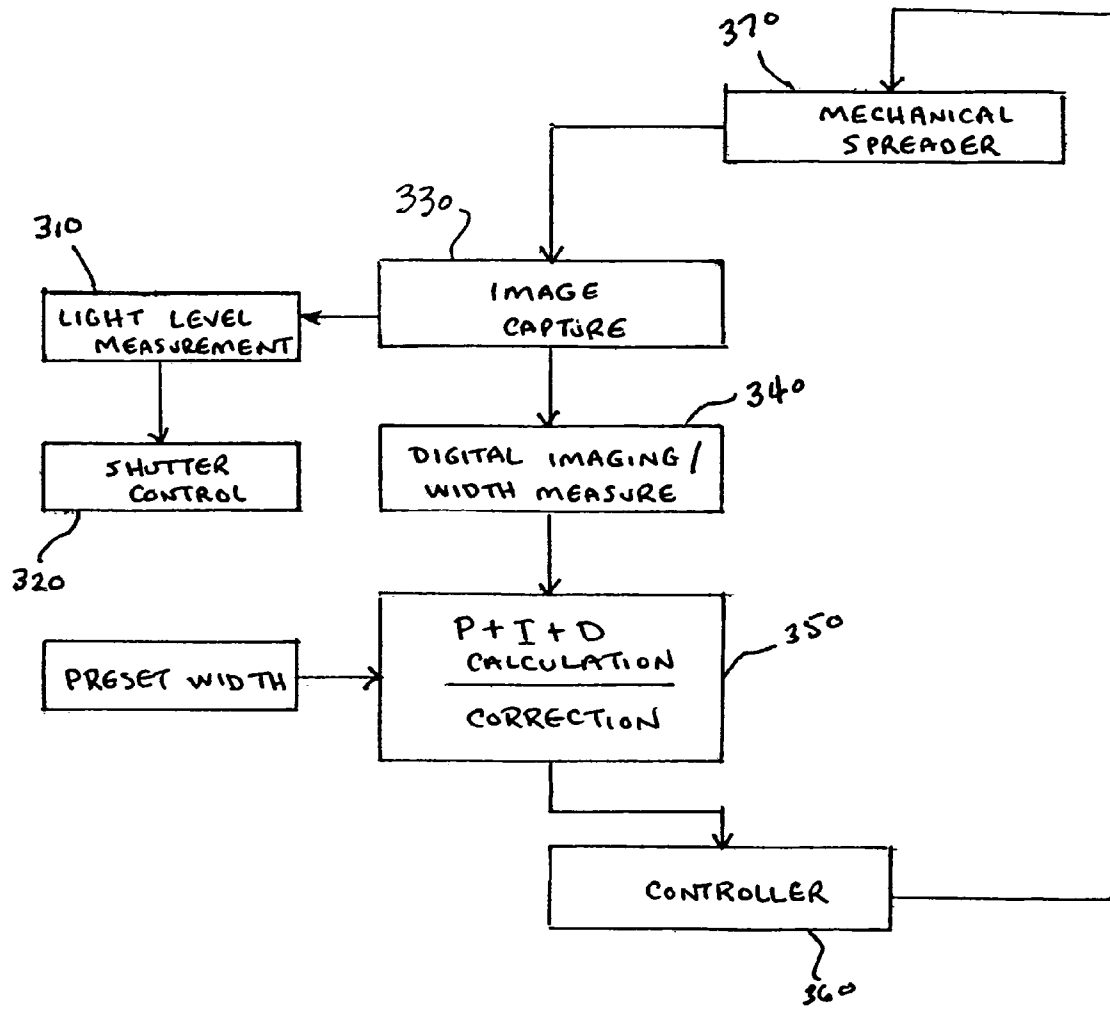 370
MECHANICAL
SPREADER
330
310
IMAGE
CAPTURE
LIGHT LEVEL
MEASUREMENT
340
SHUTTER
CONTROL
DIGITAL IMAGING/
WIDTH MEASURE
320
P+I+D
CALCULATION
CORRECTION
350
PRESET WIDTH
CONTROLLER
360